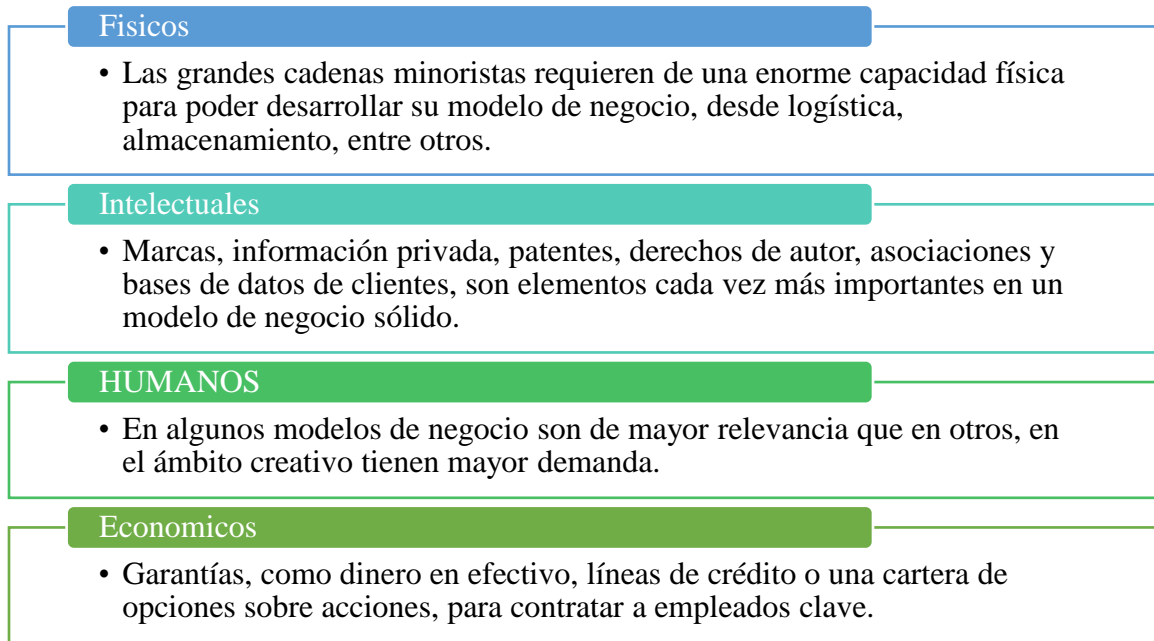 Fisicos
• Las grandes cadenas minoristas requieren de una enorme capacidad física
para poder desarrollar su modelo de negocio, desde logística,
almacenamiento, entre otros.
Intelectuales
• Marcas, información privada, patentes, derechos de autor, asociaciones y
bases de datos de clientes, son elementos cada vez más importantes en un
modelo de negocio sólido.
HUMANOS
• En algunos modelos de negocio son de mayor relevancia que en otros, en
el ámbito creativo tienen mayor demanda.
Economicos
• Garantías, como dinero en efectivo, líneas de crédito o una cartera de
opciones sobre acciones, para contratar a empleados clave.